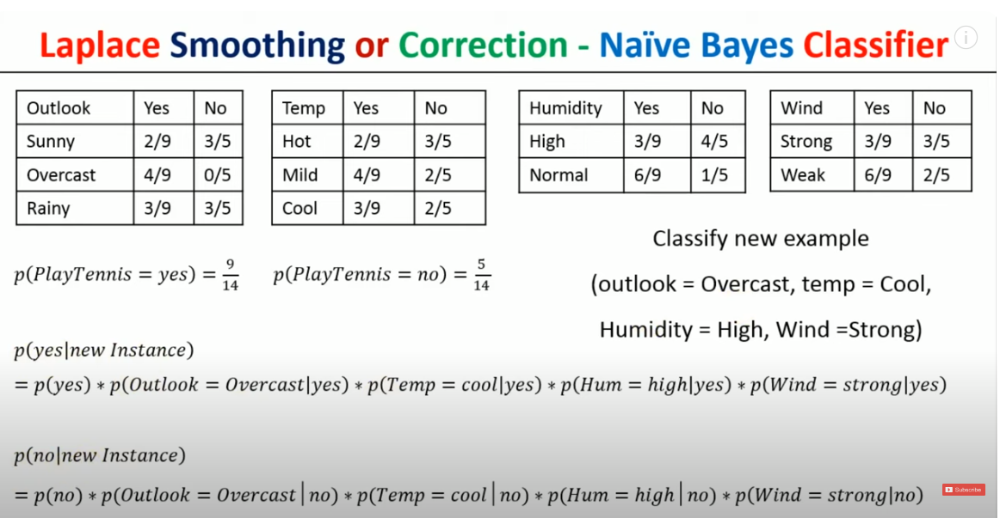 Laplace Smoothing or Correction - Naïve Bayes Classifier
Outlook Yes No
Sunny 2/9 3/5
Overcast 4/9 0/5
Rainy 3/9 3/5
Temp Yes No
Hot 2/9 3/5
Mild 4/9 2/5
Cool 3/9 2/5
Humidity Yes No
High 3/9 4/5
Normal 6/9 1/5
Wind Yes No
Strong 3/9 3/5
Weak 6/9 2/5
p(PlayTennis = yes) = 9/14 p(PlayTennis = no) = 5/14
Classify new example
(outlook = Overcast, temp = Cool,
Humidity = High, Wind =Strong)
p(yes|new Instance)
= p(yes) * p(Outlook = Overcast|yes) * p(Temp = cool|yes) * p(Hum = high|yes) * p(Wind = strong|yes)
p(no|new Instance)
= p(no) * p(Outlook = Overcast|no) * p(Temp = cool|no) * p(Hum = high|no) * p(Wind = strong|no)
Subscribe